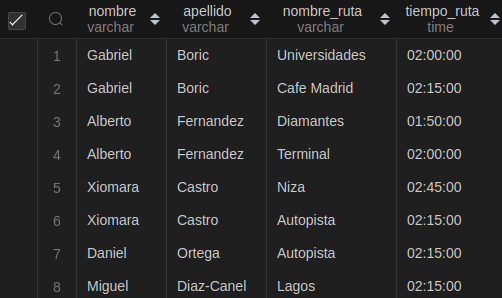 nombre apellido nombre_ruta tiempo_ruta
varchar varchar varchar time
1 Gabriel Boric Universidades 02:00:00
2 Gabriel Boric Cafe Madrid 02:15:00
3 Alberto Fernandez Diamantes 01:50:00
4 Alberto Fernandez Terminal 02:00:00
5 Xiomara Castro Niza 02:45:00
6 Xiomara Castro Autopista 02:15:00
7 Daniel Ortega Autopista 02:15:00
8 Miguel Diaz-Canel Lagos 02:15:00